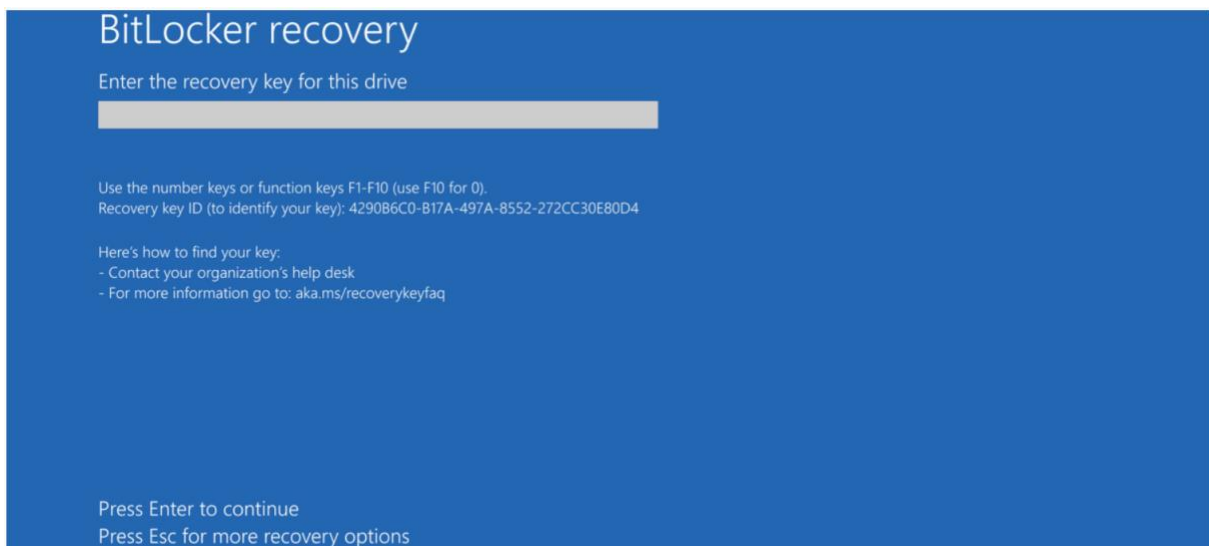 BitLocker recovery
Enter the recovery key for this drive
Use the number keys or function keys F1-F10 (use F10 for 0).
Recovery key ID (to identify your key): 4290B6C0-B17A-497A-8552-272CC30E80D4
Here's how to find your key:
- Contact your organization's help desk
- For more information go to: aka.ms/recoverykeyfaq
Press Enter to continue
Press Esc for more recovery options